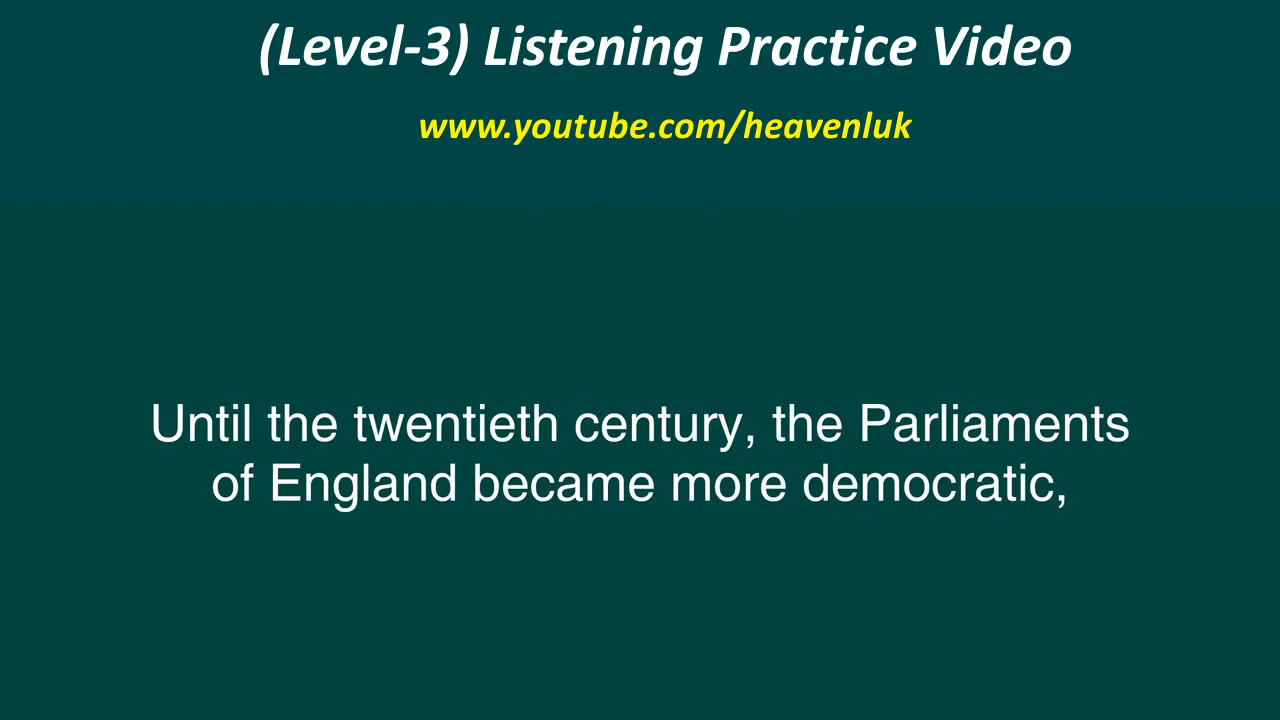 (Level-3) Listening Practice Video
www.youtube.com/heavenluk
Until the twentieth century, the Parliaments
of England became more democratic,